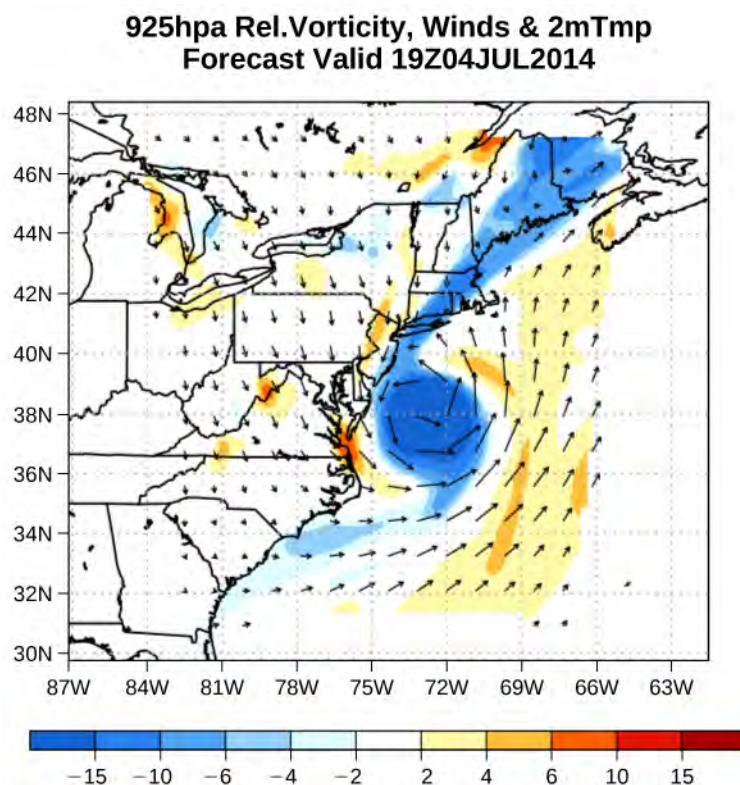 925hpa Rel.Vorticity, Winds & 2mTmp
Forecast Valid 19Z04JUL2014
48N
46N
44N
42N
40N
38N
36N
34N
32N
30N
87W 84W 81W 78W 75W 72W 69W 66W 63W
−15 −10 −6 −4 −2 2 4 6 10 15